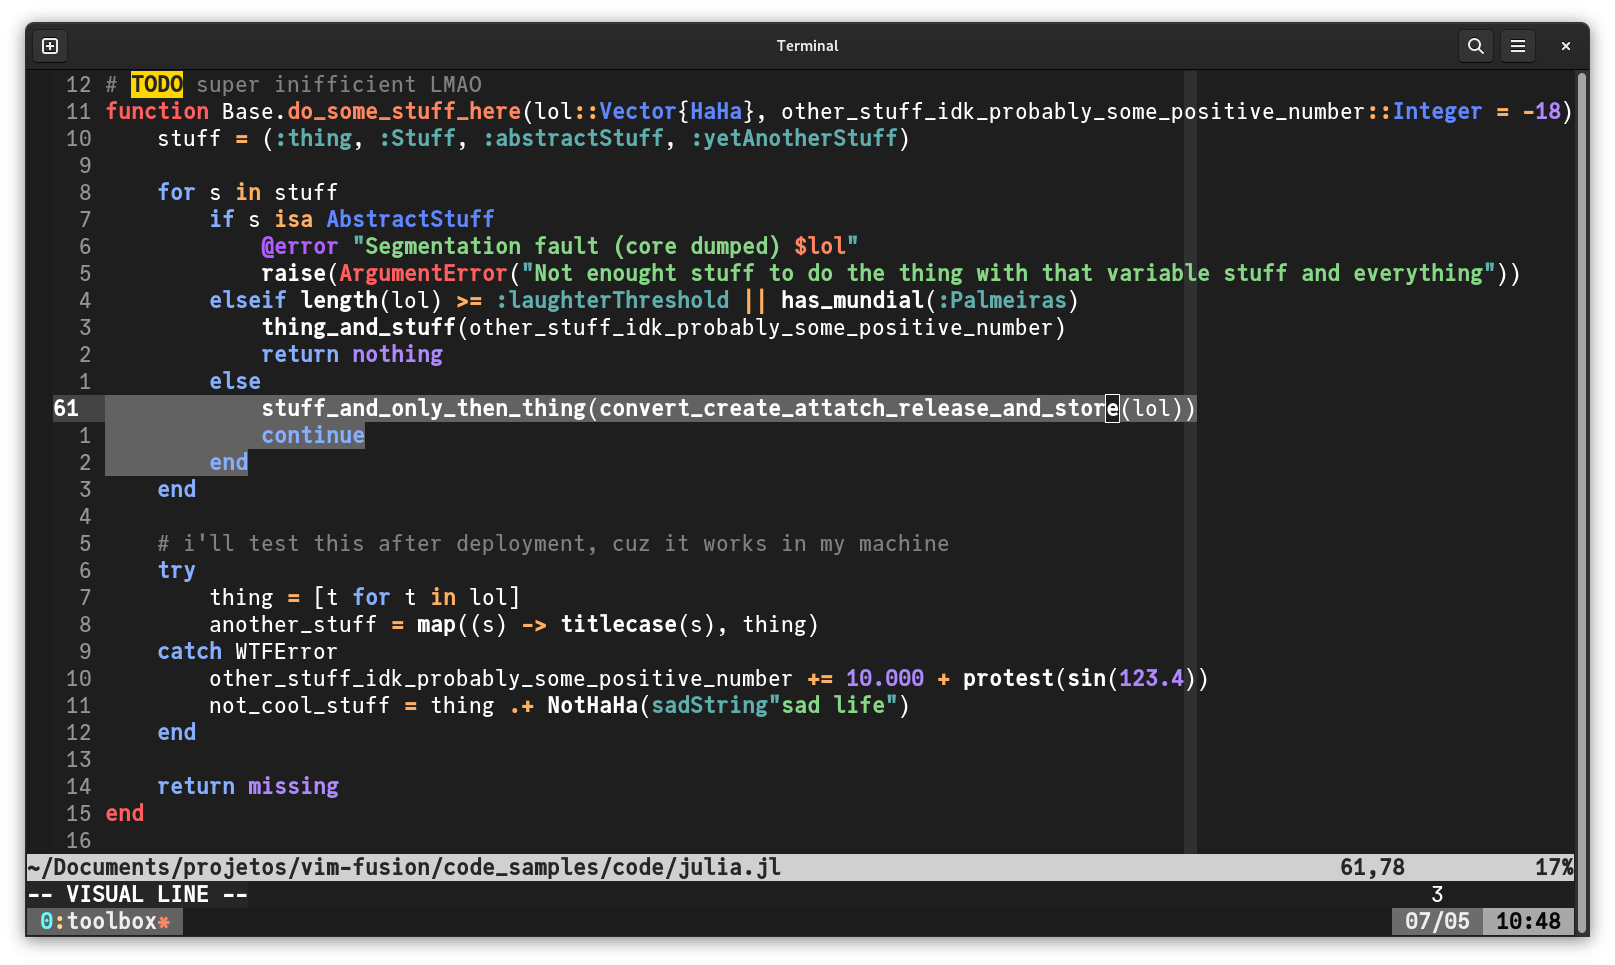 Terminal
12 # TODO super inifficient LMAO
11 function Base.do_some_stuff_here(lol::Vector{HaHa}, other_stuff_idk_probably_some_positive_number::Integer = -18)
10     stuff = (:thing, :Stuff, :abstractStuff, :yetAnotherStuff)
9
8     for s in stuff
7         if s isa AbstractStuff
6             @error "Segmentation fault (core dumped) $lol"
5             raise(ArgumentError("Not enought stuff to do the thing with that variable stuff and everything"))
4         elseif length(lol) >= :laughterThreshold || has_mundial(:Palmeiras)
3             thing_and_stuff(other_stuff_idk_probably_some_positive_number)
2             return nothing
1         else
61            stuff_and_only_then_thing(convert_create_attatch_release_and_store(lol))
1             continue
2         end
3     end
4
5     # i'll test this after deployment, cuz it works in my machine
6     try
7         thing = [t for t in lol]
8         another_stuff = map((s) -> titlecase(s), thing)
9     catch WTFError
10        other_stuff_idk_probably_some_positive_number += 10.000 + protest(sin(123.4))
11        not_cool_stuff = thing .+ NotHaHa(sadString"sad life")
12    end
13
14    return missing
15 end
16
~/Documents/projetos/vim-fusion/code_samples/code/julia.jl 61,78 17%
-- VISUAL LINE -- 3
0:toolbox* 07/05 10:48